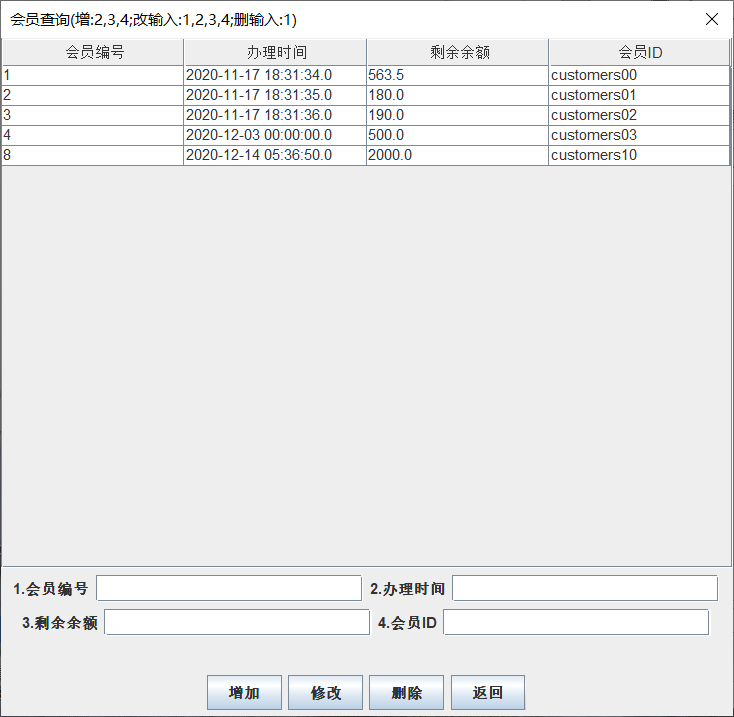 会员查询(增:2,3,4;改输入:1,2,3,4;删输入:1)
会员编号 办理时间 剩余余额 会员ID
1 2020-11-17 18:31:34.0 563.5 customers00
2 2020-11-17 18:31:35.0 180.0 customers01
3 2020-11-17 18:31:36.0 190.0 customers02
4 2020-12-03 00:00:00.0 500.0 customers03
8 2020-12-14 05:36:50.0 2000.0 customers10
1.会员编号 2.办理时间
3.剩余余额 4.会员ID
增加 修改 删除 返回